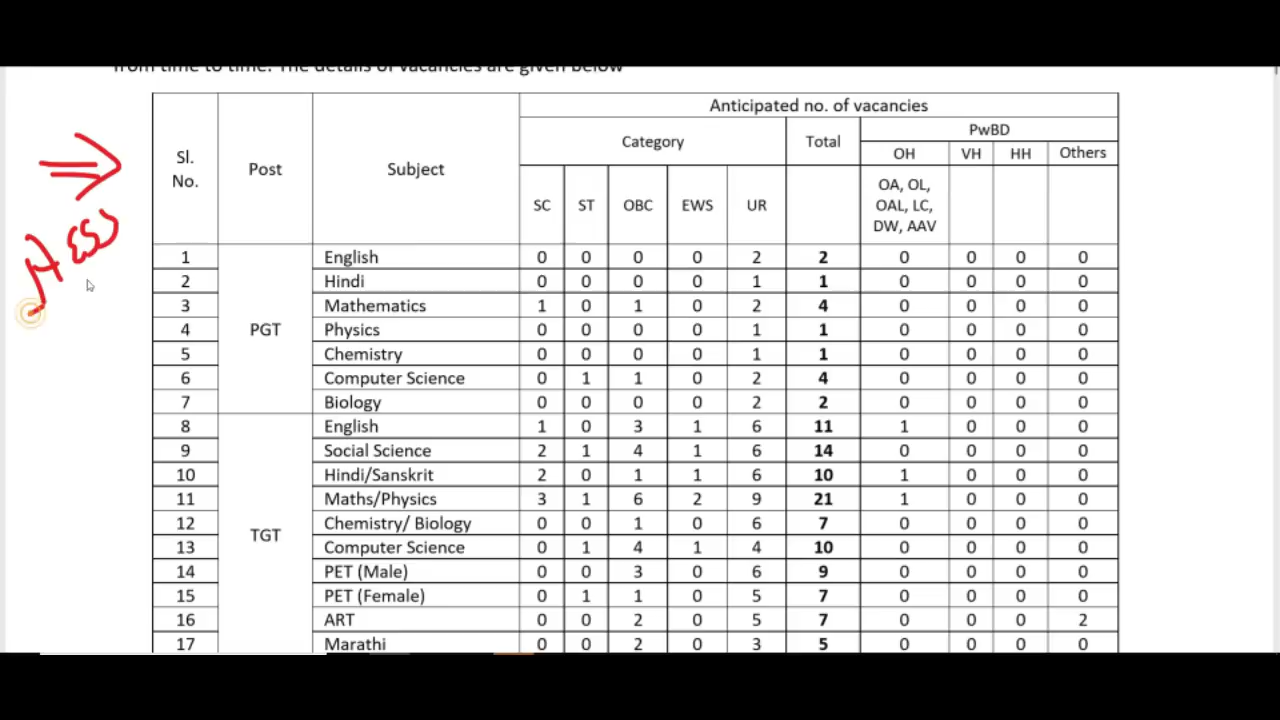 from time to time. The details of vacancies are given below
Sl. No. Post Subject Anticipated no. of vacancies
Category Total PwBD
OH VH HH Others
SC ST OBC EWS UR OA, OL, OAL, LC, DW, AAV
1 PGT English 0 0 0 0 2 2 0 0 0 0
2 Hindi 0 0 0 0 1 1 0 0 0 0
3 Mathematics 1 0 1 0 2 4 0 0 0 0
4 Physics 0 0 0 0 1 1 0 0 0 0
5 Chemistry 0 0 0 0 1 1 0 0 0 0
6 Computer Science 0 1 1 0 2 4 0 0 0 0
7 Biology 0 0 0 0 2 2 0 0 0 0
8 TGT English 1 0 3 1 6 11 1 0 0 0
9 Social Science 2 1 4 1 6 14 0 0 0 0
10 Hindi/Sanskrit 2 0 1 1 6 10 1 0 0 0
11 Maths/Physics 3 1 6 2 9 21 1 0 0 0
12 Chemistry/ Biology 0 0 1 0 6 7 0 0 0 0
13 Computer Science 0 1 4 1 4 10 0 0 0 0
14 PET (Male) 0 0 3 0 6 9 0 0 0 0
15 PET (Female) 0 1 1 0 5 7 0 0 0 0
16 ART 0 0 2 0 5 7 0 0 0 2
17 Marathi 0 0 2 0 3 5 0 0 0 0